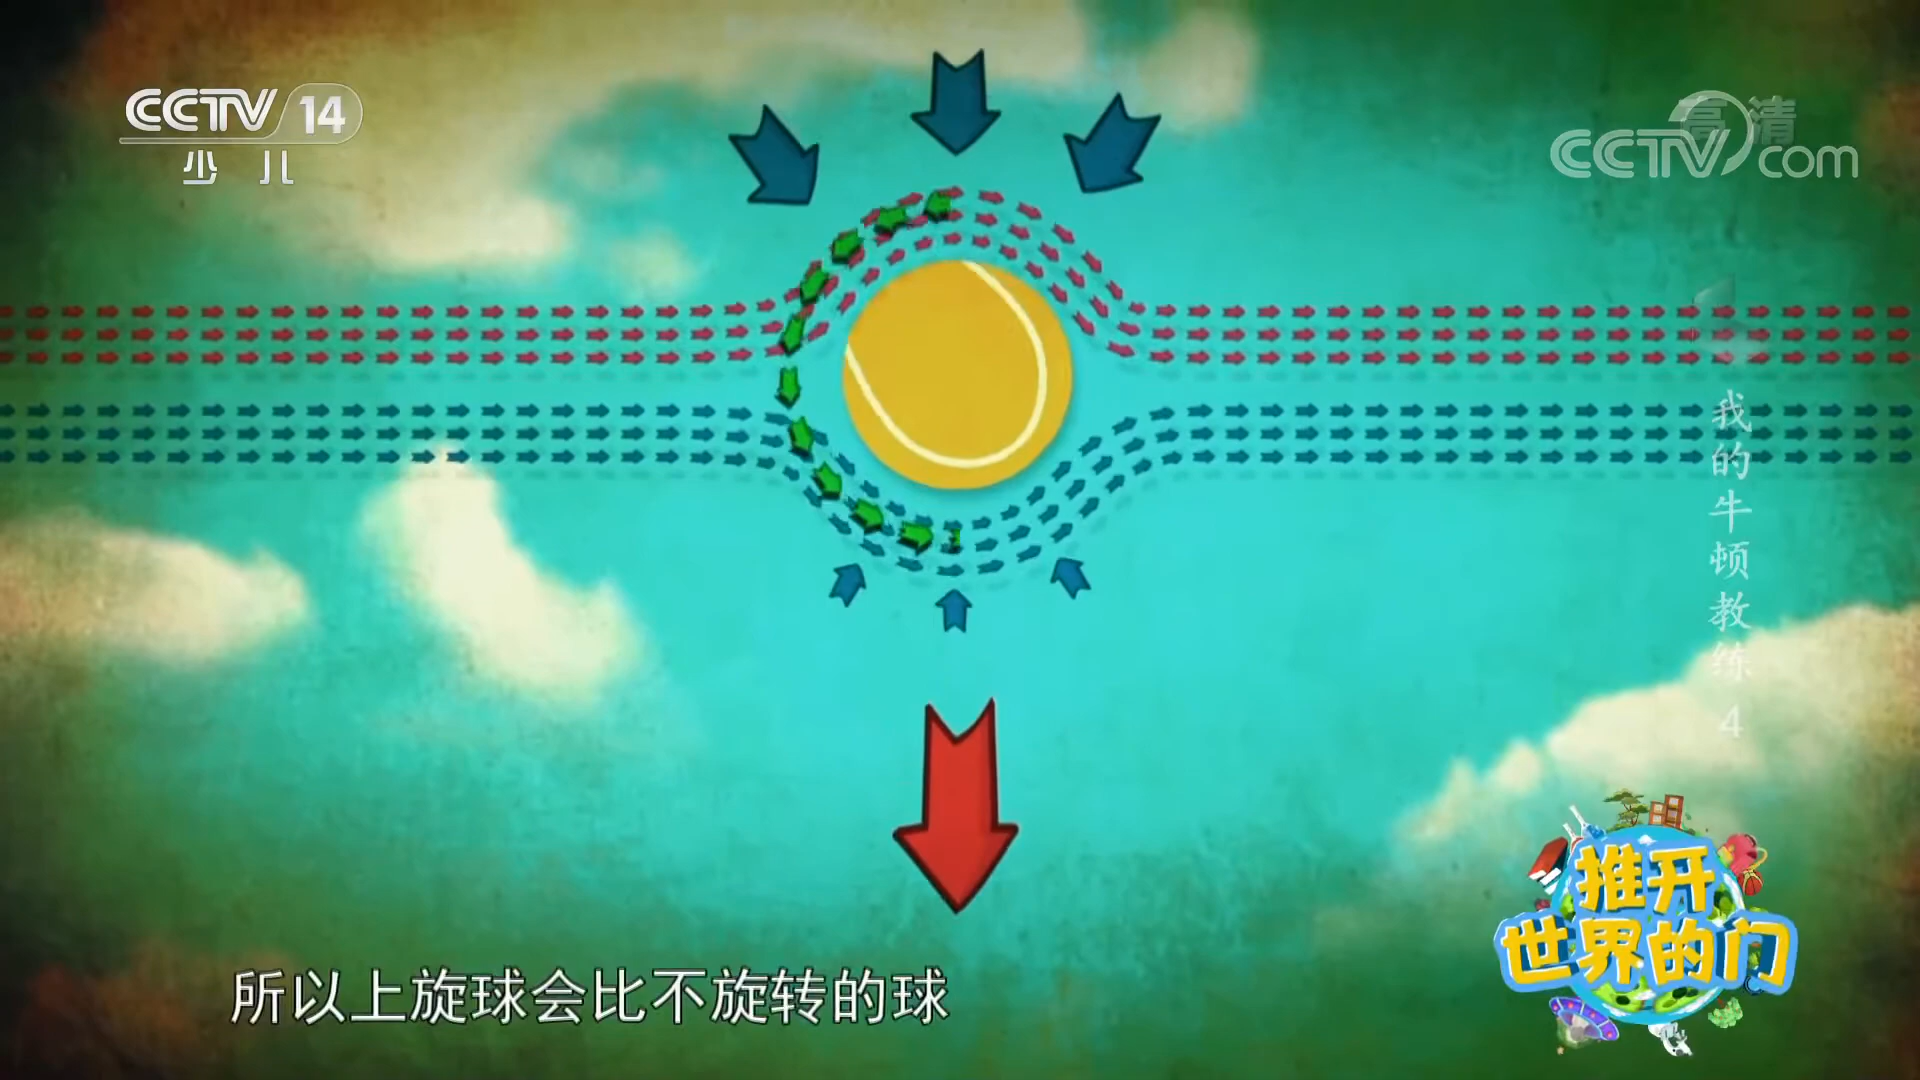 CCTV 14
少儿
高清
CCTV com
我的牛顿教练 4
推开
世界的门
所以上旋球会比不旋转的球